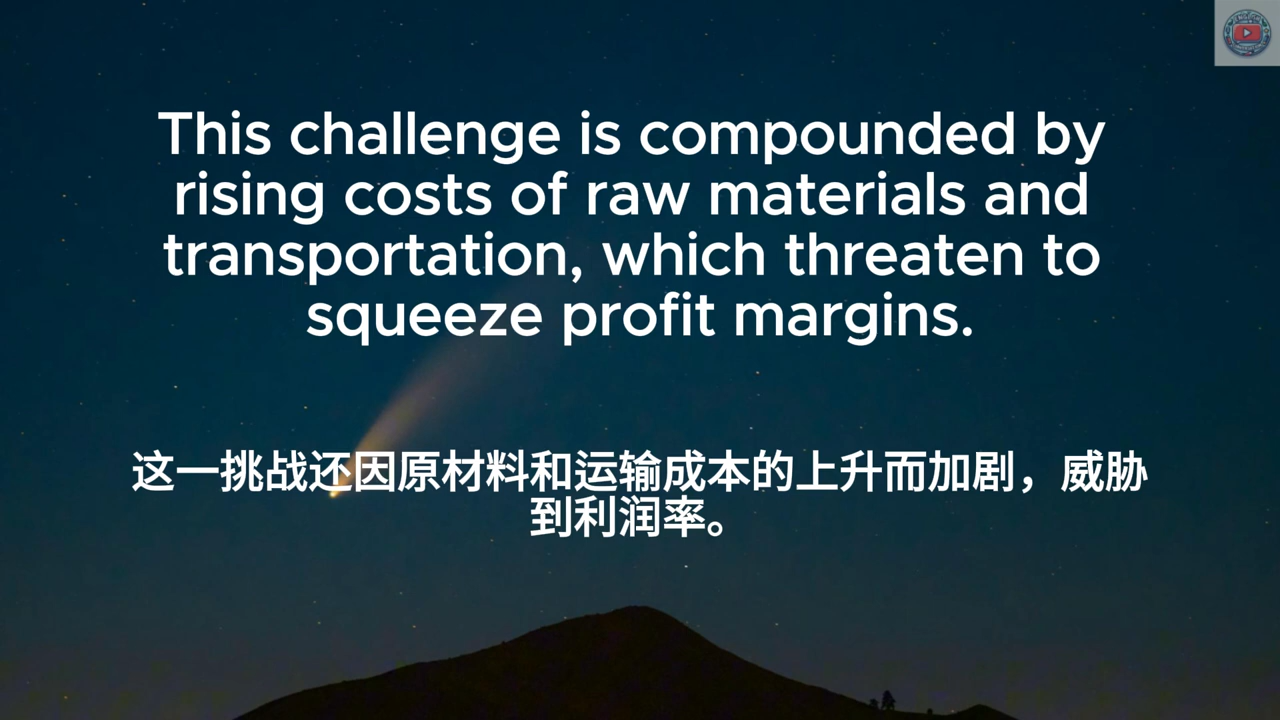 This challenge is compounded by
rising costs of raw materials and
transportation, which threaten to
squeeze profit margins.
这一挑战还因原材料和运输成本的上升而加剧，威胁
到利润率。